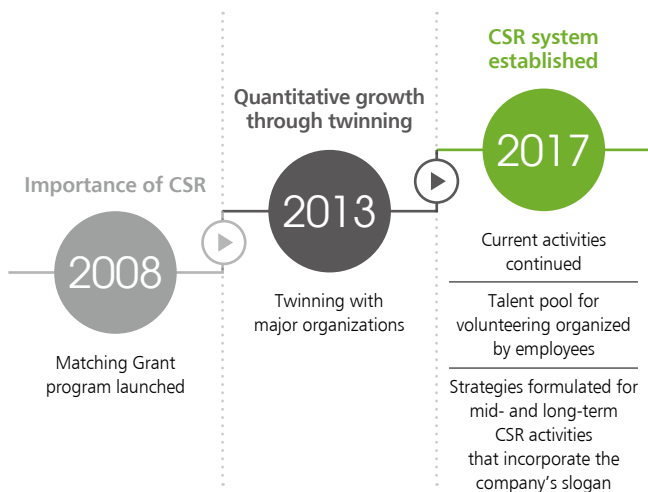 Importance of CSR
2008
Matching Grant
program launched
Quantitative growth
through twinning
2013
Twinning with
major organizations
CSR system
established
2017
Current activities
continued
Talent pool for
volunteering organized
by employees
Strategies formulated for
mid- and long-term
CSR activities
that incorporate the
company's slogan